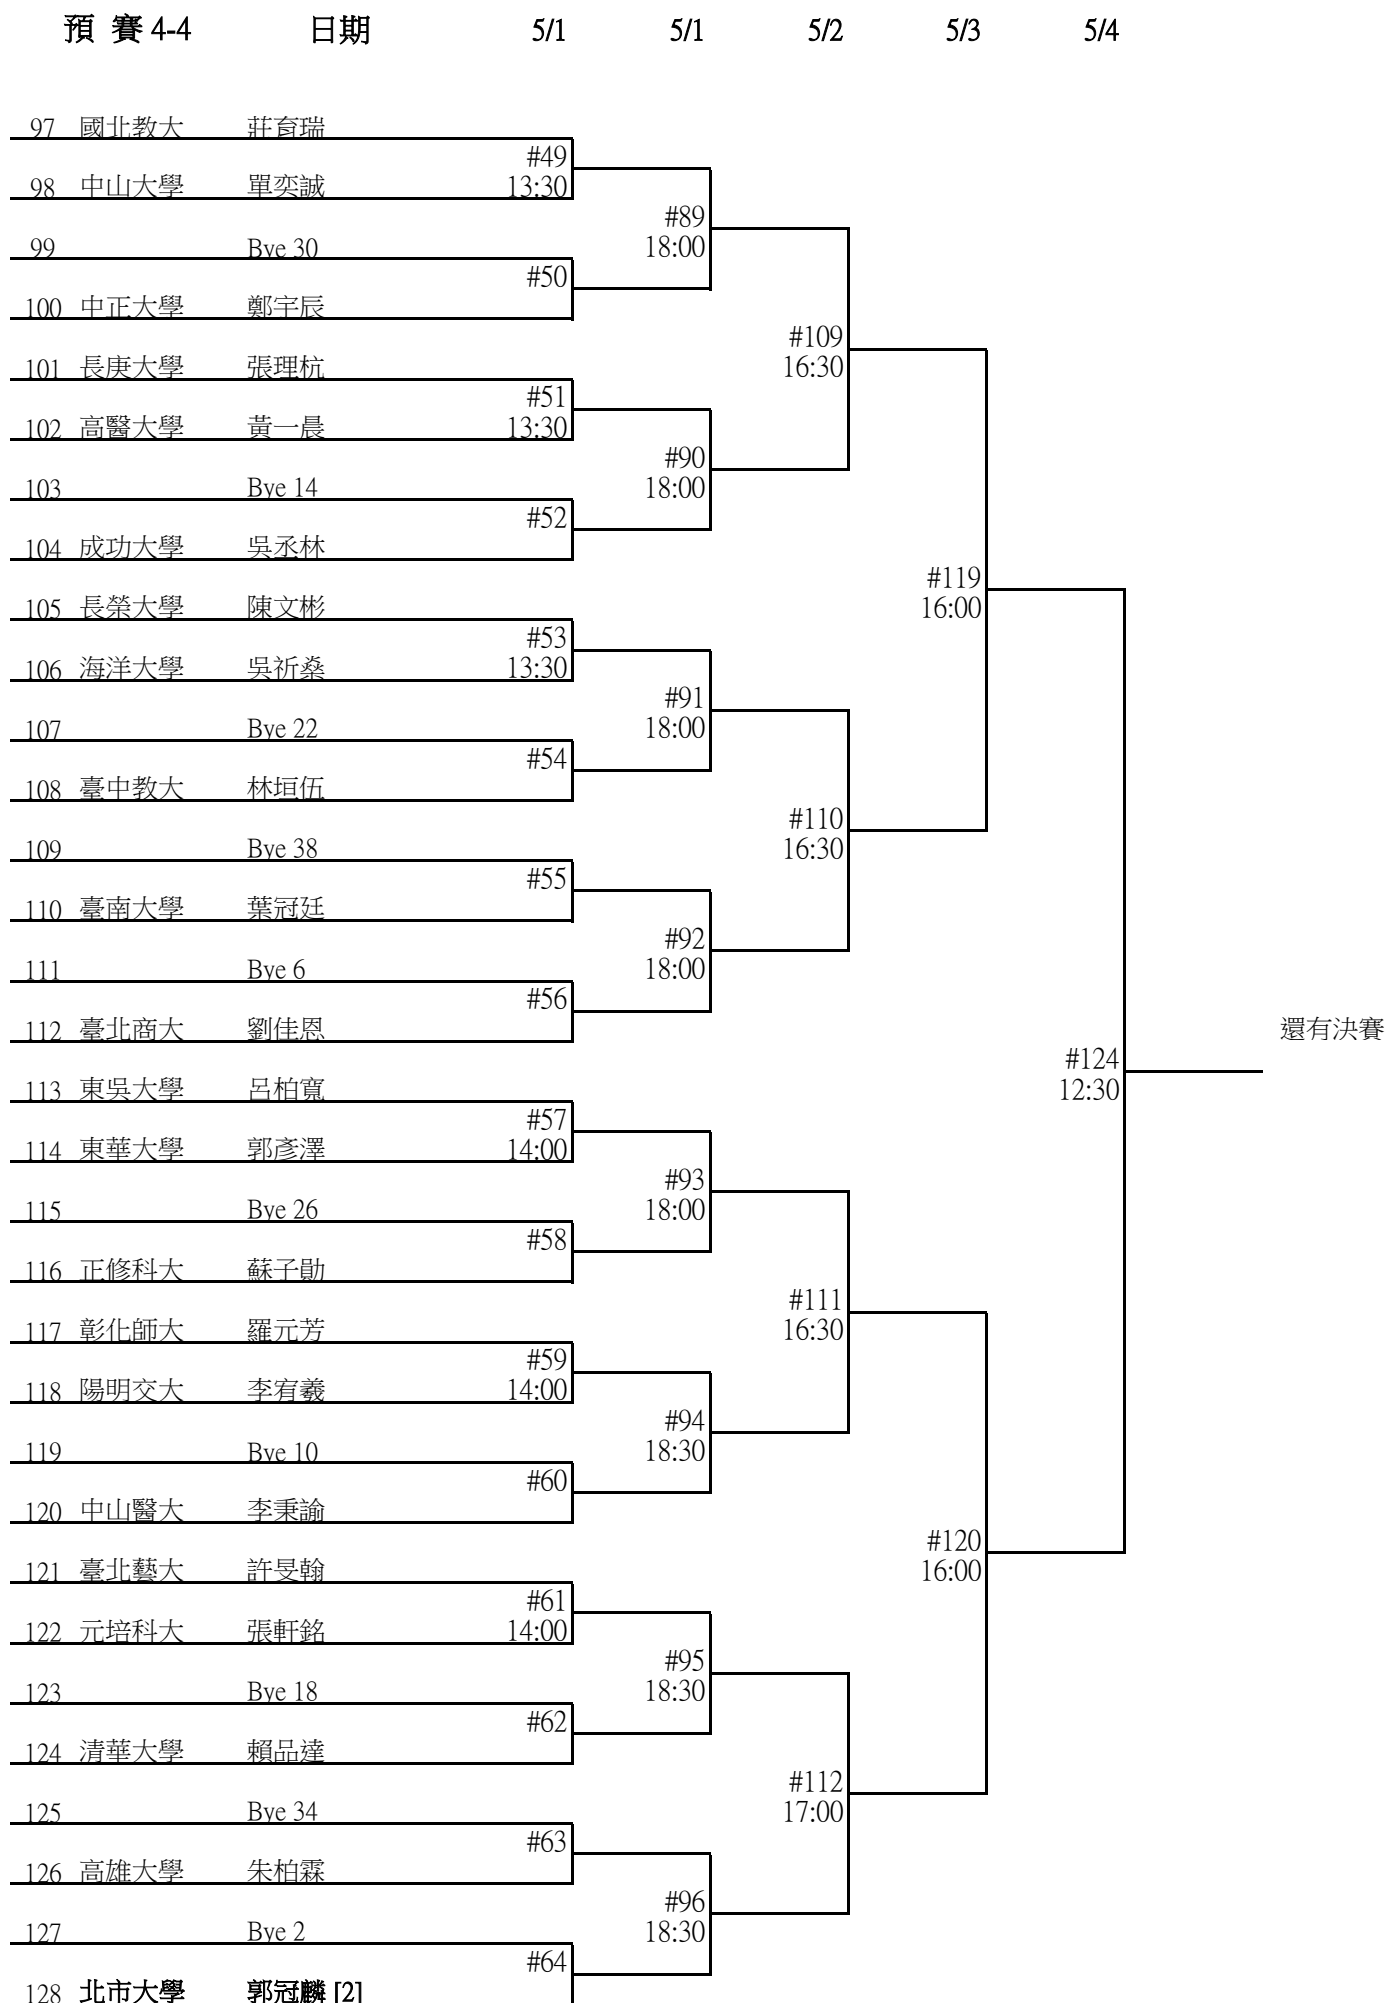 預 賽 4-4 日期 5/1 5/1 5/2 5/3 5/4
97 國北教大 莊育瑞
#49
98 中山大學 單奕誠 13:30
#89
99 Bye 30 18:00
#50
100 中正大學 鄭宇辰
#109
101 長庚大學 張理杭 16:30
#51
102 高醫大學 黃一晨 13:30
#90
103 Bye 14 18:00
#52
104 成功大學 吳丞林
#119
105 長榮大學 陳文彬 16:00
#53
106 海洋大學 吳祈燊 13:30
#91
107 Bye 22 18:00
#54
108 臺中教大 林垣伍
#110
109 Bye 38 16:30
#55
110 臺南大學 葉冠廷
#92
111 Bye 6 18:00
#56
112 臺北商大 劉佳恩 還有決賽
#124
113 東吳大學 呂柏寬 12:30
#57
114 東華大學 郭彥澤 14:00
#93
115 Bye 26 18:00
#58
116 正修科大 蘇子勛
#111
117 彰化師大 羅元芳 16:30
#59
118 陽明交大 李宥羲 14:00
#94
119 Bye 10 18:30
#60
120 中山醫大 李秉諭
#120
121 臺北藝大 許旻翰 16:00
#61
122 元培科大 張軒銘 14:00
#95
123 Bye 18 18:30
#62
124 清華大學 賴品達
#112
125 Bye 34 17:00
#63
126 高雄大學 朱柏霖
#96
127 Bye 2 18:30
#64
128 北市大學 郭冠麟 [2]